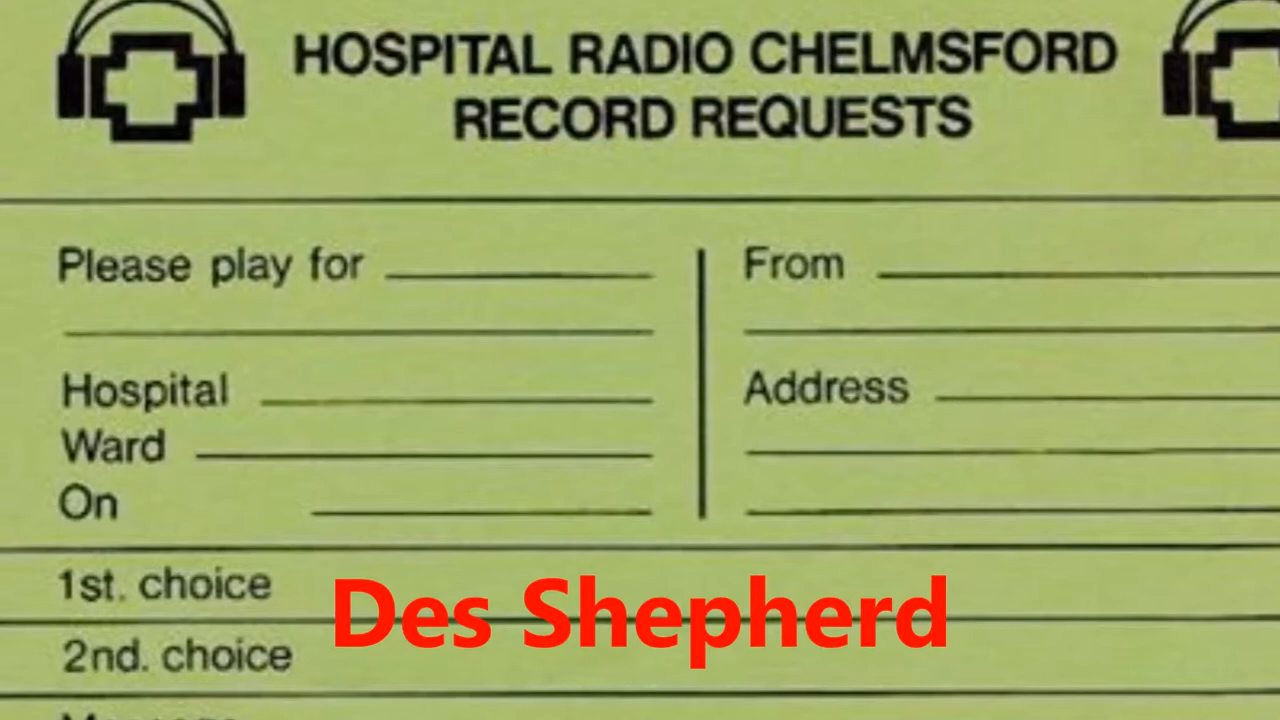 HOSPITAL RADIO CHELMSFORD
RECORD REQUESTS
Please play for
From
Hospital
Address
Ward
On
1st. choice
Des Shepherd
2nd. choice